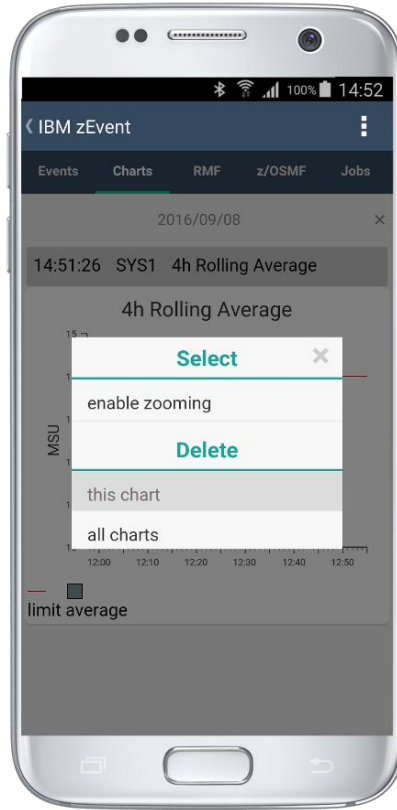 100% 14:52
IBM zEvent
Events Charts RMF z/OSMF Jobs
2016/09/08 ×
14:51:26 SYS1 4h Rolling Average
4h Rolling Average
15
Select ×
enable zooming
Delete
this chart
all charts
MSU
12:00 12:10 12:20 12:30 12:40 12:50
limit average